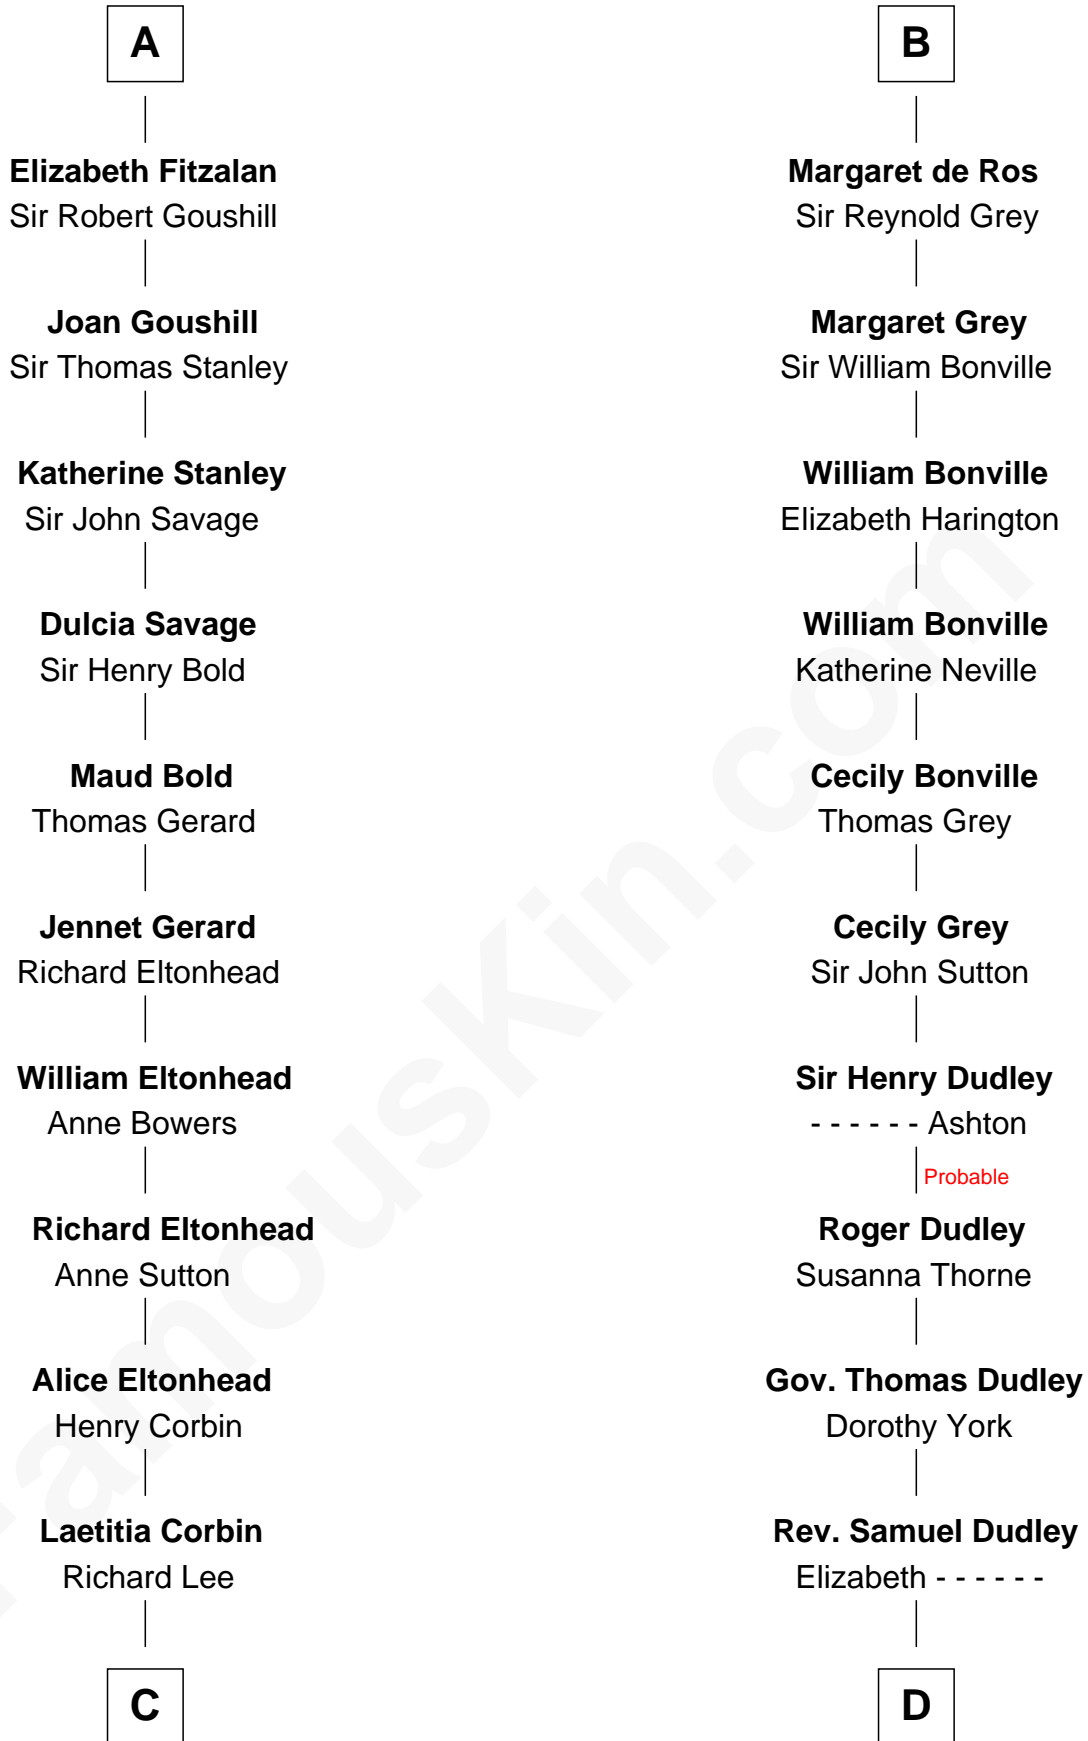 A
Elizabeth Fitzalan
Sir Robert Goushill
Joan Goushill
Sir Thomas Stanley
Katherine Stanley
Sir John Savage
Dulcia Savage
Sir Henry Bold
Maud Bold
Thomas Gerard
Jennet Gerard
Richard Eltonhead
William Eltonhead
Anne Bowers
Richard Eltonhead
Anne Sutton
Alice Eltonhead
Henry Corbin
Laetitia Corbin
Richard Lee
C
B
Margaret de Ros
Sir Reynold Grey
Margaret Grey
Sir William Bonville
William Bonville
Elizabeth Harington
William Bonville
Katherine Neville
Cecily Bonville
Thomas Grey
Cecily Grey
Sir John Sutton
Sir Henry Dudley
- - - - - - Ashton
Probable
Roger Dudley
Susanna Thorne
Gov. Thomas Dudley
Dorothy York
Rev. Samuel Dudley
Elizabeth - - - - - -
D
FamousKin.com